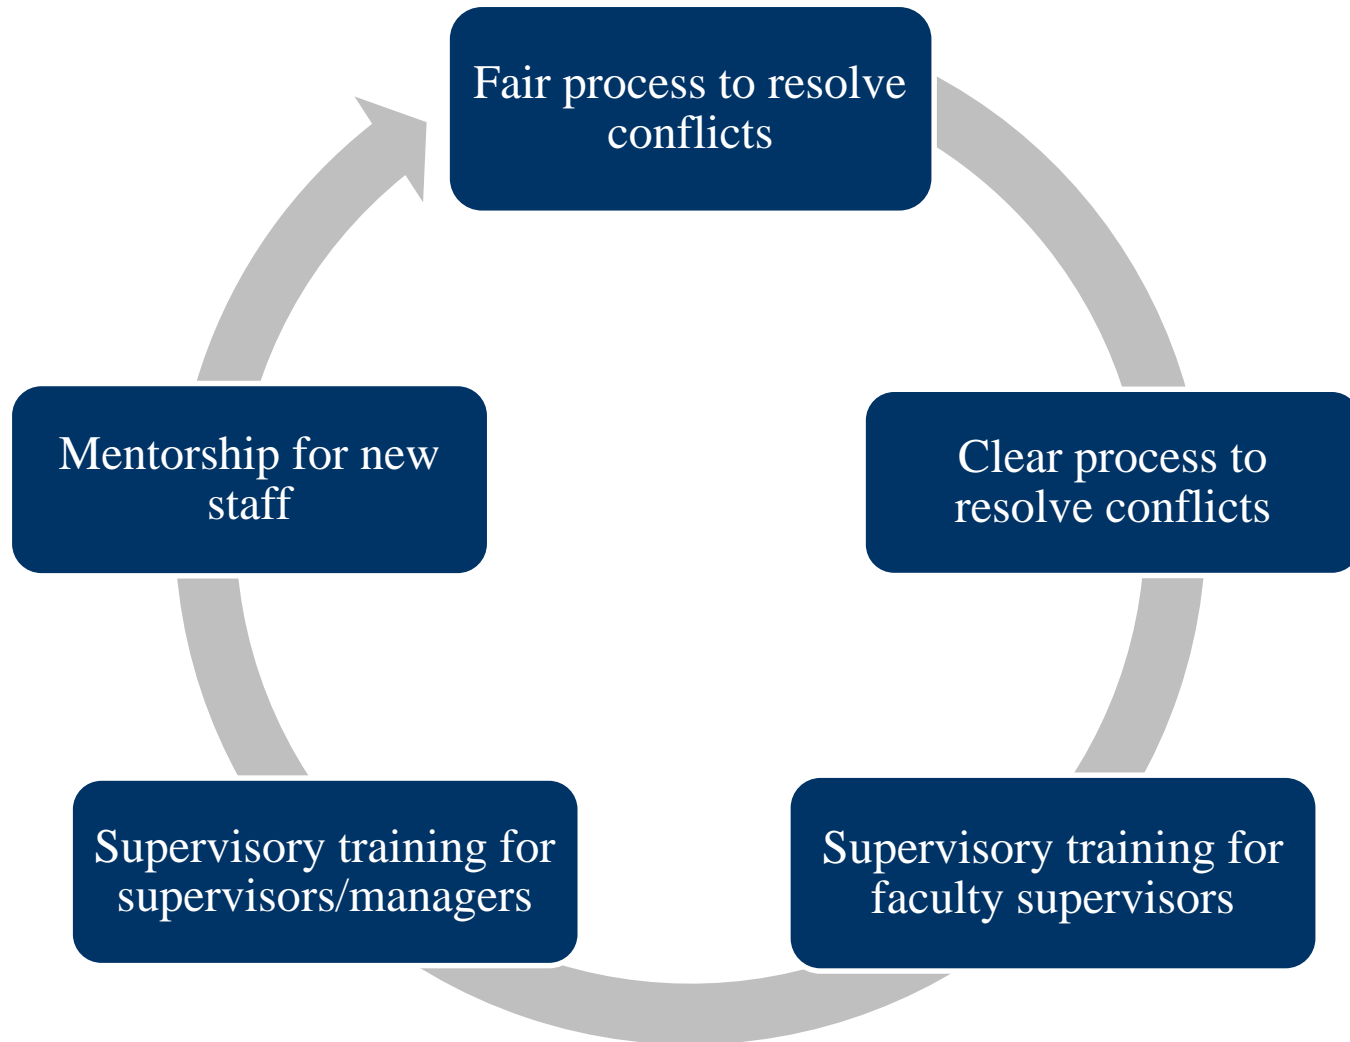 Fair process to resolve
conflicts
Clear process to
resolve conflicts
Supervisory training for
faculty supervisors
Supervisory training for
supervisors/managers
Mentorship for new
staff